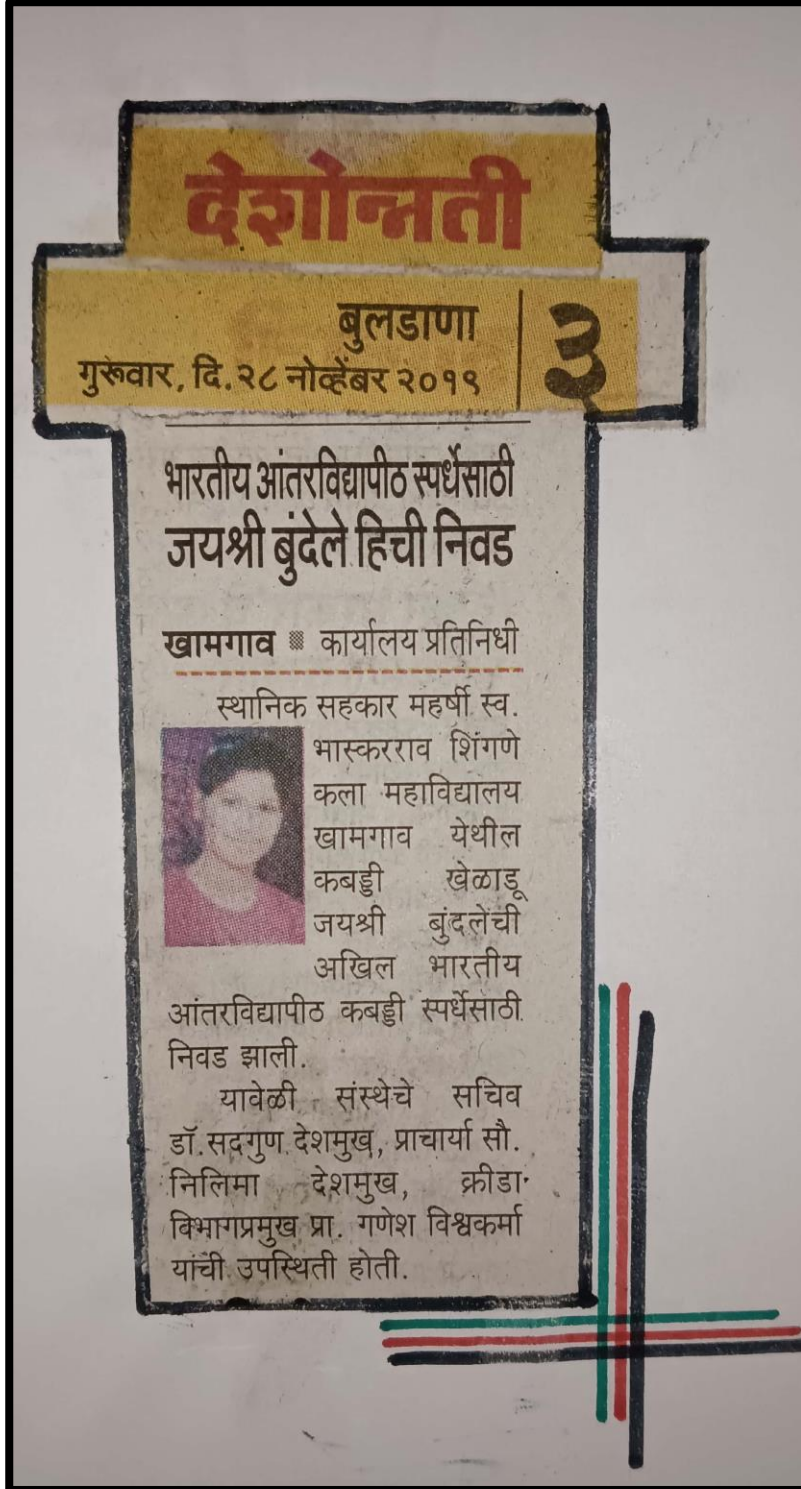 देशोन्नती
बुलडाणा
गुरूवार, दि.२८ नोव्हेंबर २०१९
३
भारतीय आंतरविद्यापीठ स्पर्धेसाठी
जयश्री बुंदेले हिची निवड
खामगाव कार्यालय प्रतिनिधी
स्थानिक सहकार महर्षी स्व.
भास्करराव शिंगणे
कला महाविद्यालय
खामगाव येथील
कबड्डी खेळाडू
जयश्री बुंदलेंची
अखिल भारतीय
आंतरविद्यापीठ कबड्डी स्पर्धेसाठी
निवड झाली.
यावेळी संस्थेचे सचिव
डॉ.सदगुण देशमुख, प्राचार्या सौ.
निलिमा देशमुख, क्रीडा
विभागप्रमुख प्रा. गणेश विश्वकर्मा
यांची उपस्थिती होती.